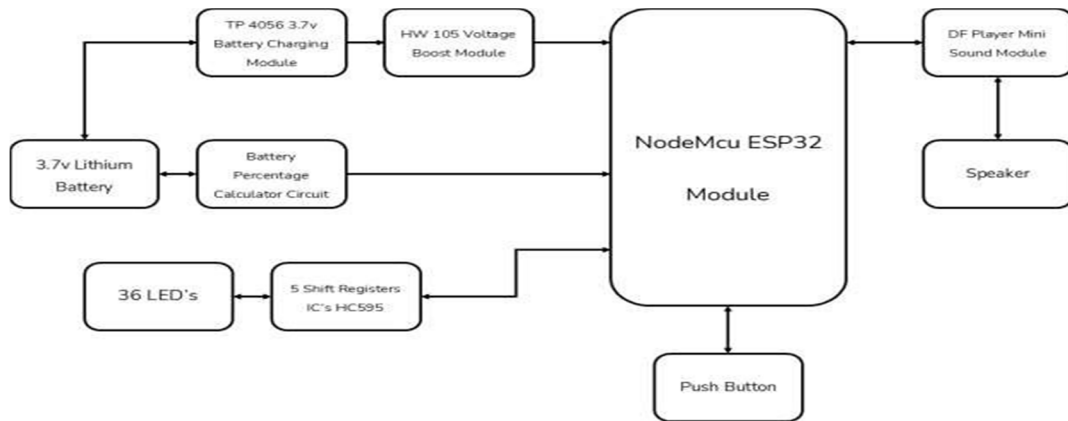 TP 4056 3.7v
Battery Charging
Module
HW 105 Voltage
Boost Module
DF Player Mini
Sound Module
NodeMcu ESP32
Module
3.7v Lithium
Battery
Battery
Percentage
Calculator Circuit
Speaker
36 LED's
5 Shift Registers
IC's HC595
Push Button